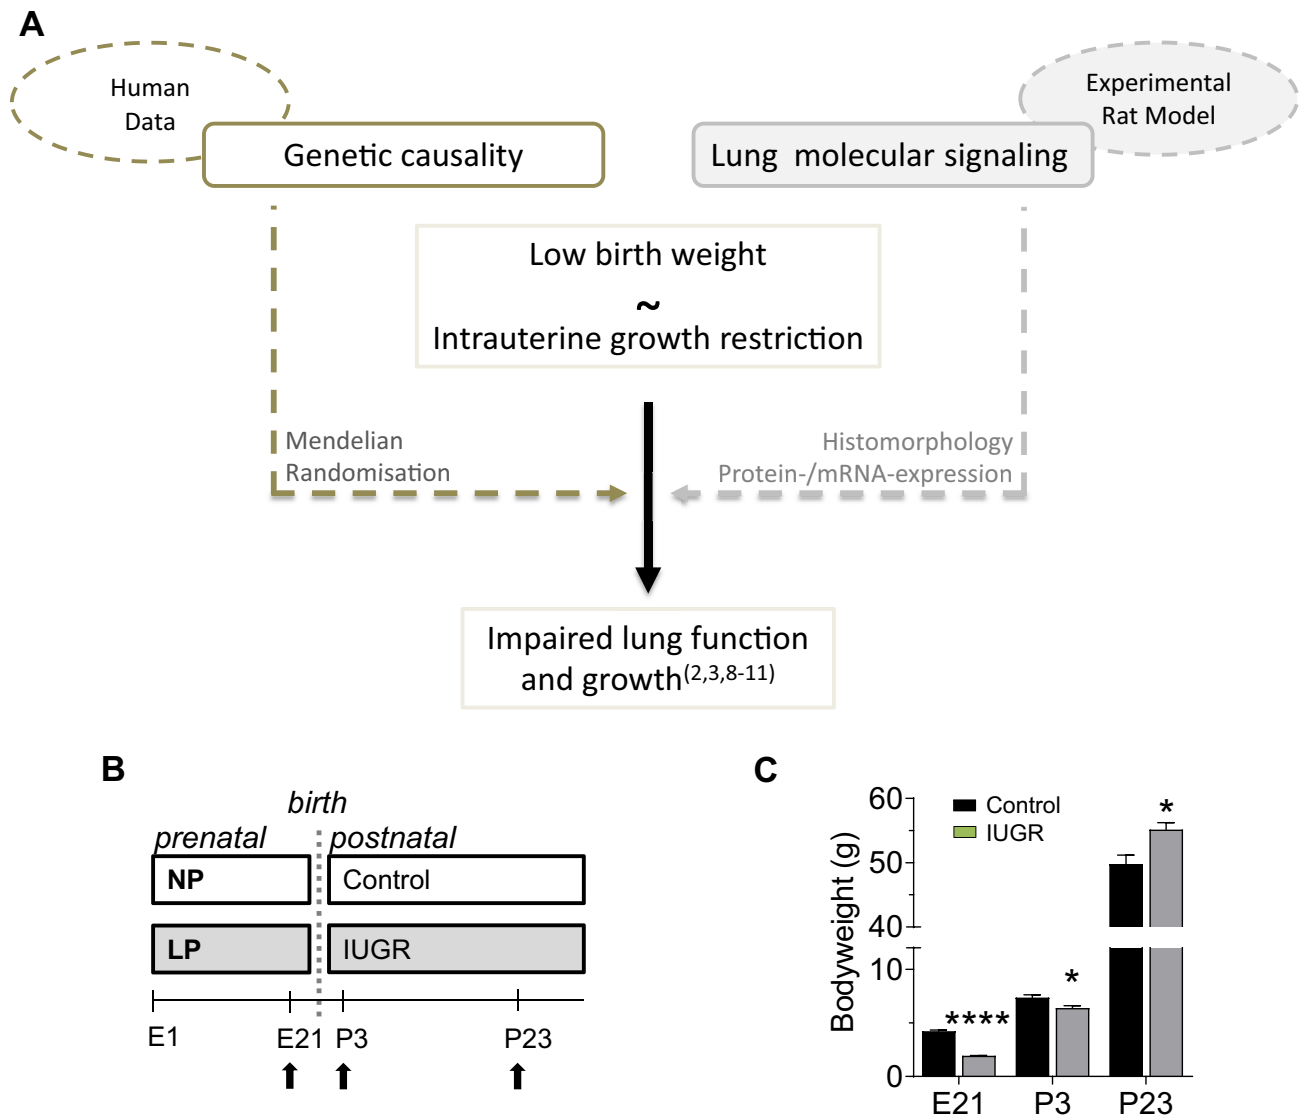 A
Human
Data
Genetic causality
Experimental
Rat Model
Lung molecular signaling
Low birth weight
~
Intrauterine growth restriction
Mendelian
Randomisation
Histomorphology
Protein-/mRNA-expression
Impaired lung function
and growth(2,3,8-11)
B
birth
prenatal postnatal
NP Control
LP IUGR
E1 E21 P3 P23
C
Bodyweight (g)
60
50
40
10
0
Control
IUGR
****
*
*
E21 P3 P23